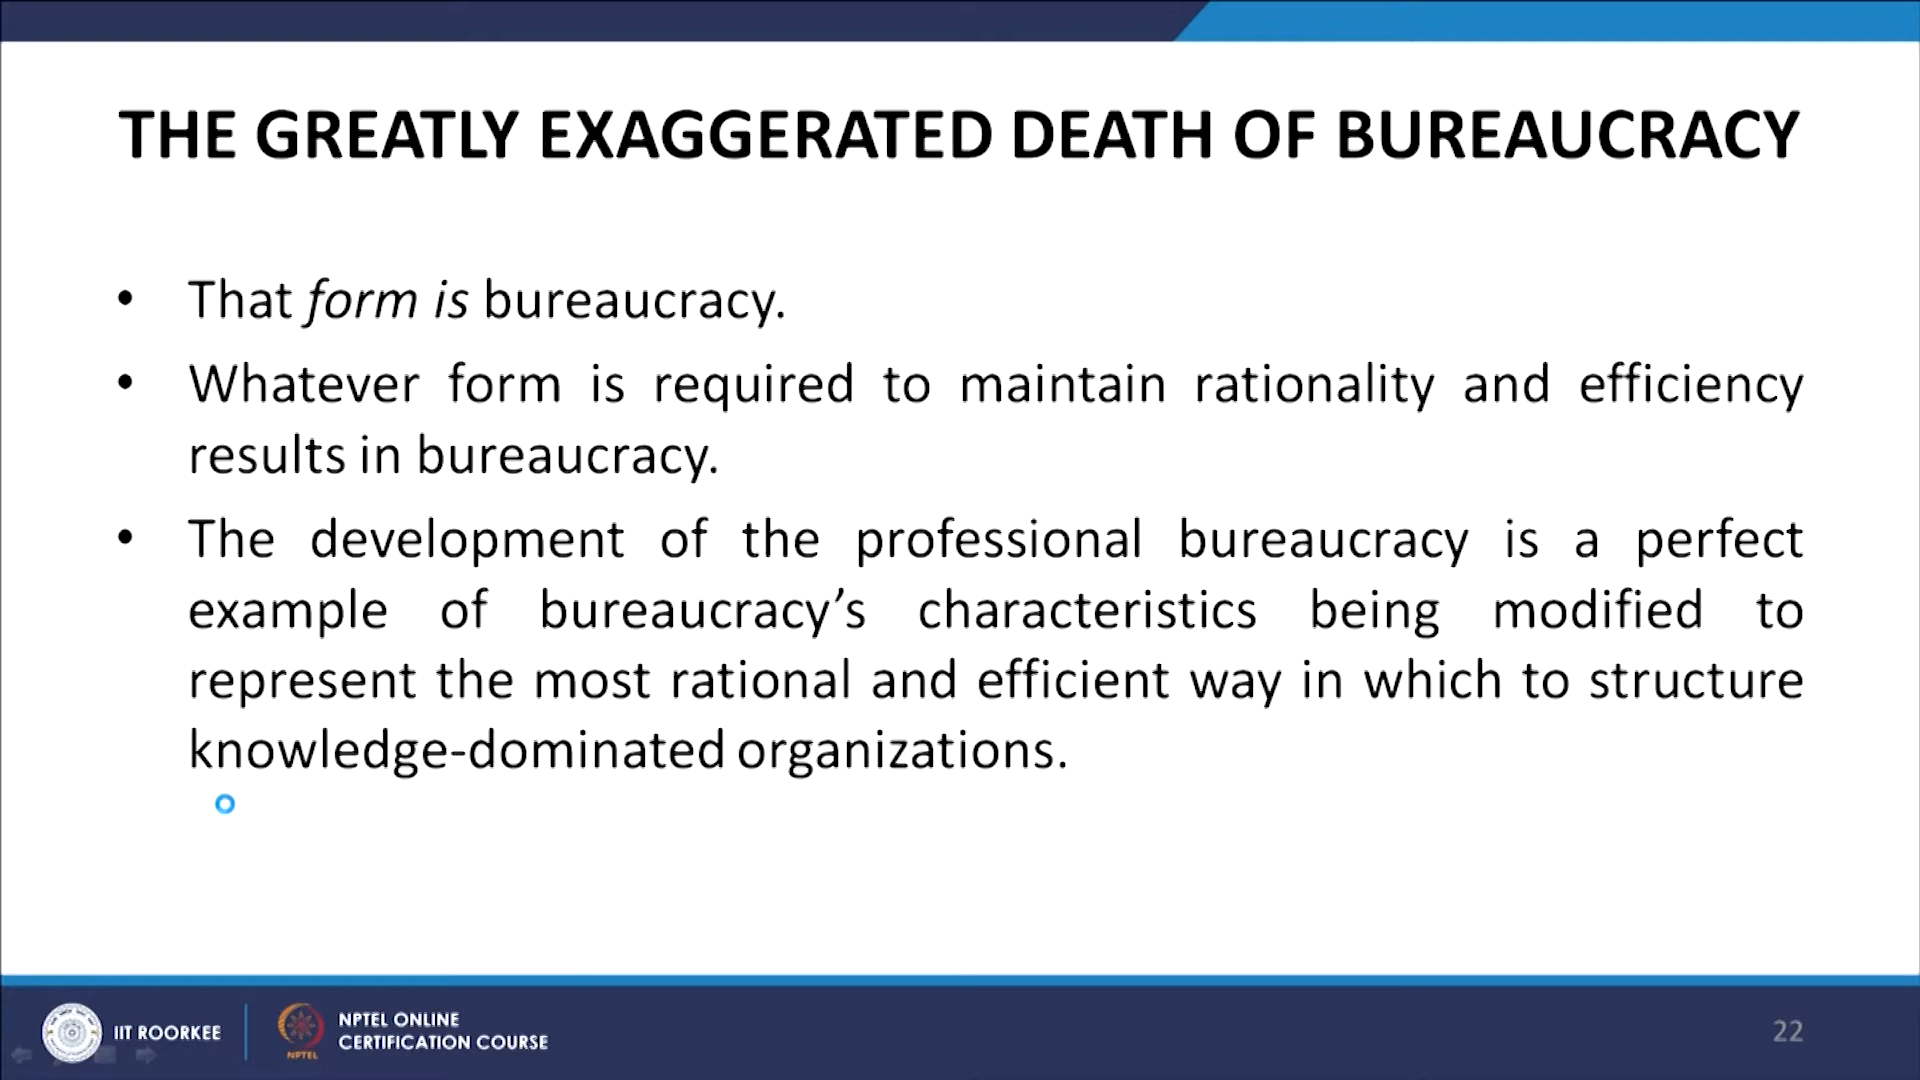 THE GREATLY EXAGGERATED DEATH OF BUREAUCRACY
• That form is bureaucracy.
• Whatever form is required to maintain rationality and efficiency
results in bureaucracy.
• The development of the professional bureaucracy is a perfect
example of bureaucracy’s characteristics being modified to
represent the most rational and efficient way in which to structure
knowledge-dominated organizations.
IIT ROORKEE
NPTEL
NPTEL ONLINE
CERTIFICATION COURSE
22